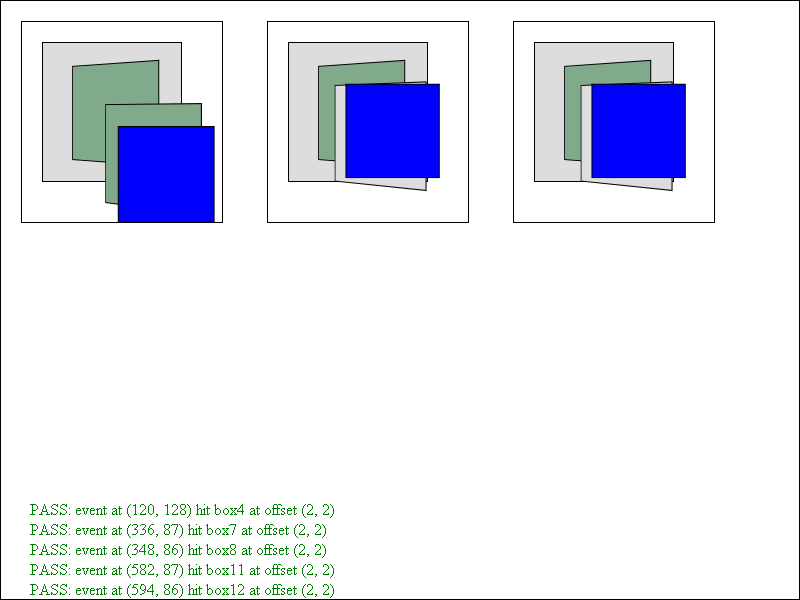 PASS: event at (120, 128) hit box4 at offset (2, 2)
PASS: event at (336, 87) hit box7 at offset (2, 2)
PASS: event at (348, 86) hit box8 at offset (2, 2)
PASS: event at (582, 87) hit box11 at offset (2, 2)
PASS: event at (594, 86) hit box12 at offset (2, 2)